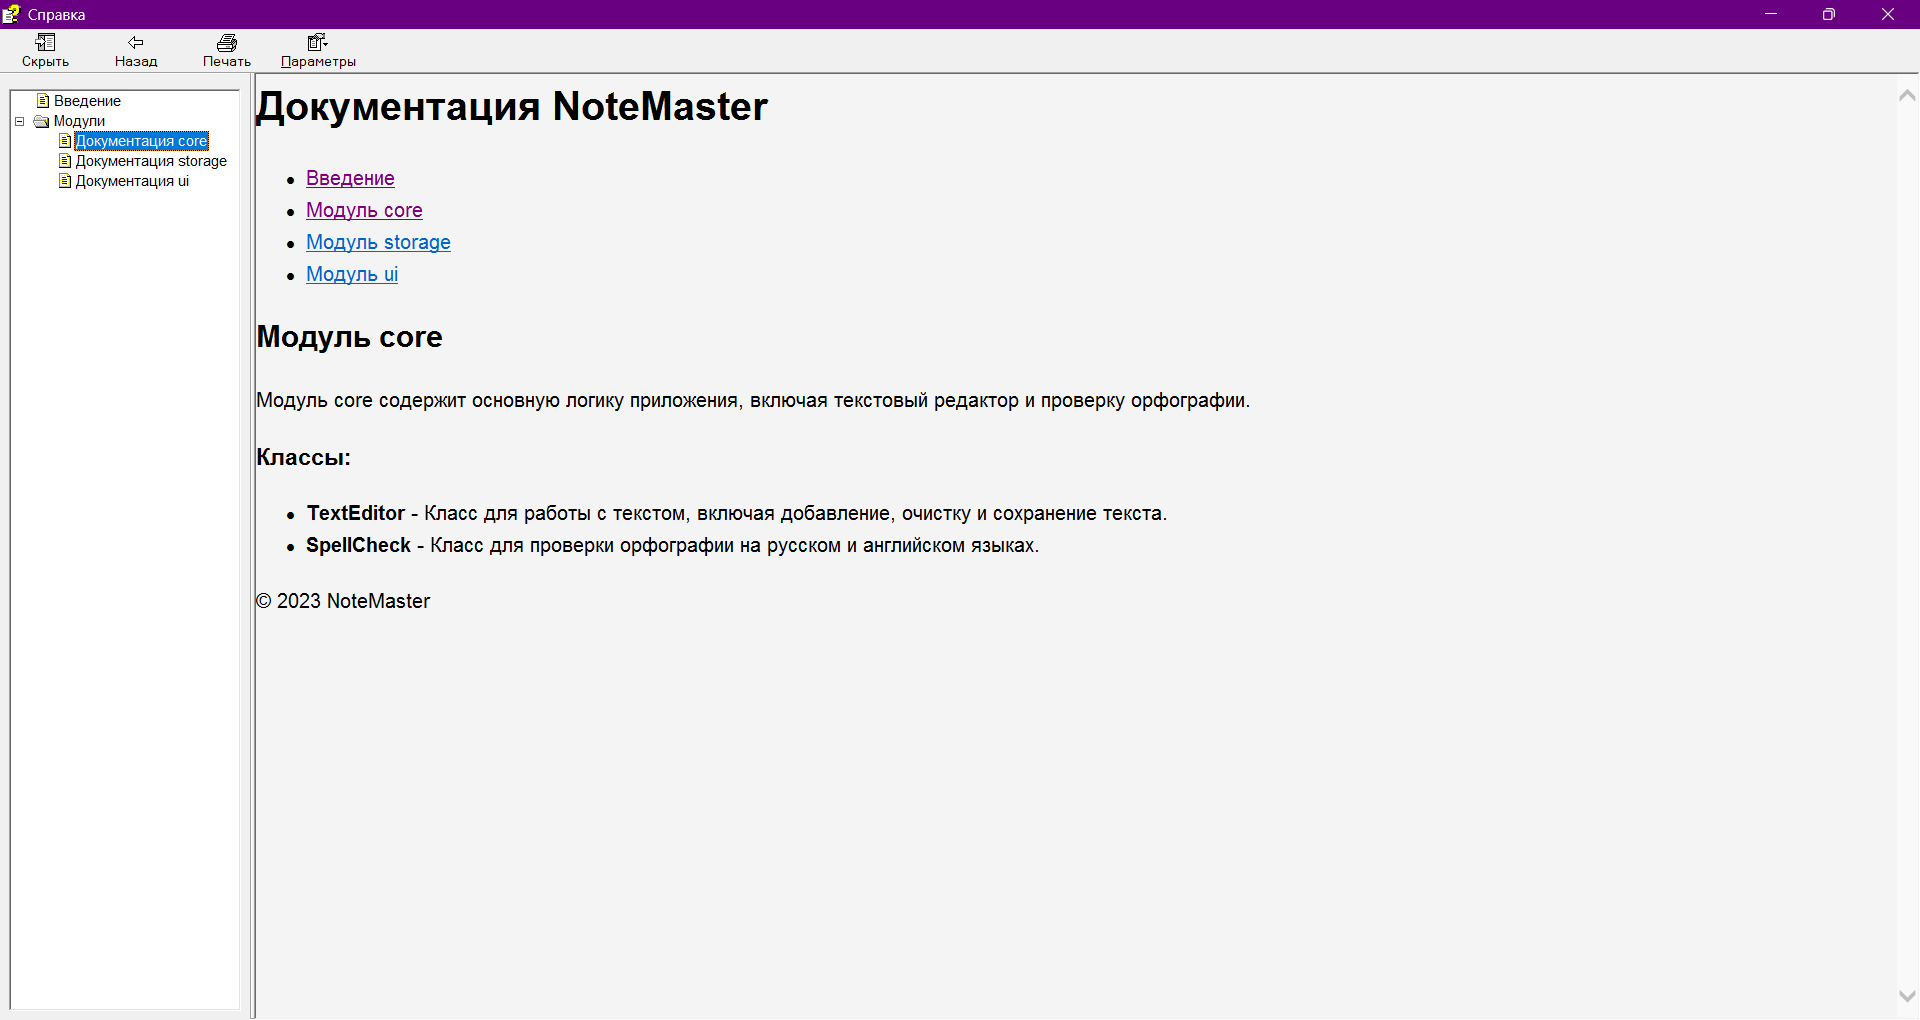 Справка
Скрыть
Назад
Печать
Параметры
Введение
Модули
Документация core
Документация storage
Документация ui
Документация NoteMaster
Введение
Модуль core
Модуль storage
Модуль ui
Модуль core
Модуль core содержит основную логику приложения, включая текстовый редактор и проверку орфографии.
Классы:
TextEditor - Класс для работы с текстом, включая добавление, очистку и сохранение текста.
SpellCheck - Класс для проверки орфографии на русском и английском языках.
© 2023 NoteMaster